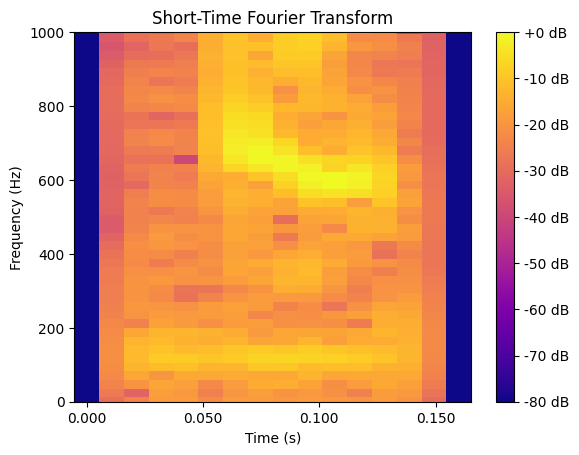 Short-Time Fourier Transform
1000
800
600
400
200
0
Frequency (Hz)
0.000
0.050
0.100
0.150
Time (s)
+0 dB
-10 dB
-20 dB
-30 dB
-40 dB
-50 dB
-60 dB
-70 dB
-80 dB